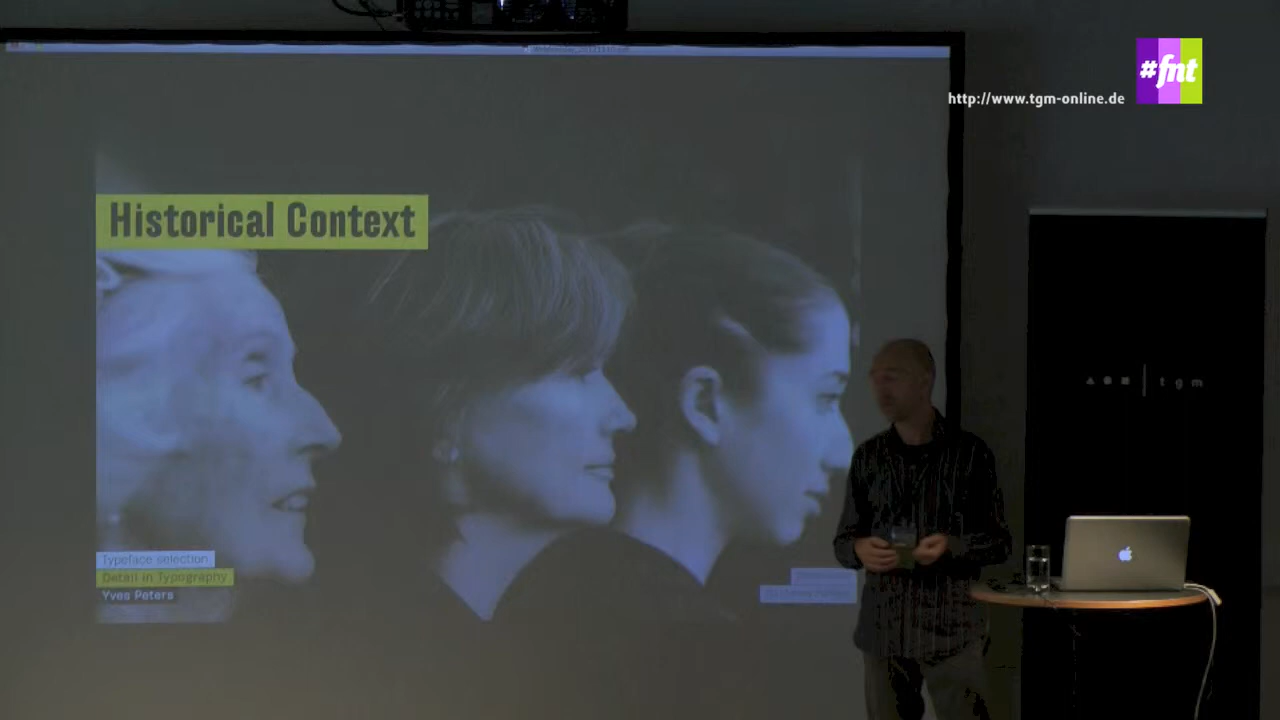 #fnt
http://www.tgm-online.de
Historical Context
tgm
Typeface selection
Detail in Typography
Yves Peters